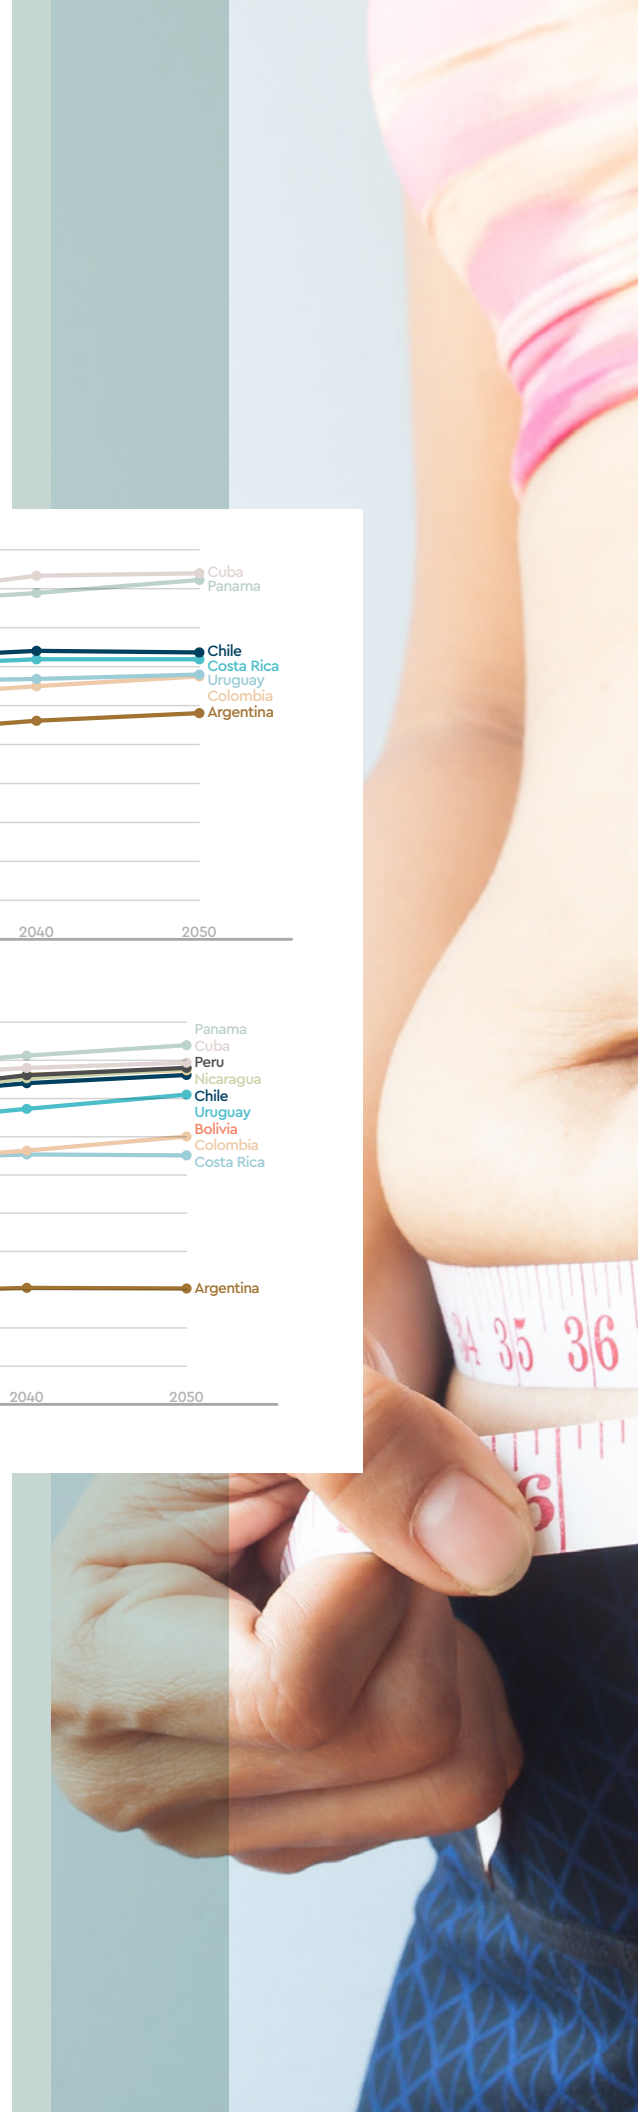 Cuba
Panama
Chile
Costa Rica
Uruguay
Colombia
Argentina
2040 2050
Panama
Cuba
Peru
Nicaragua
Chile
Uruguay
Bolivia
Colombia
Costa Rica
Argentina
34 35 36
2040 2050
6